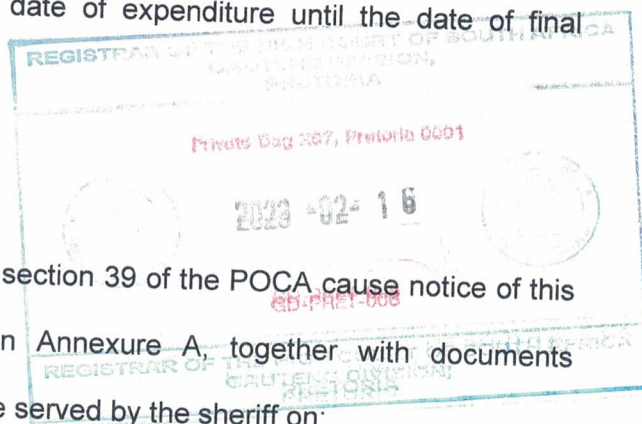 date of expenditure until the date of final
REGISTRAR OF THE HIGH COURT OF SOUTH AFRICA
GAUTENG DIVISION,
PRETORIA
Private Bag X67, Pretoria 0001
2023 -02- 16
section 39 of the POCA cause notice of this
GD-PRET-008
n Annexure A, together with documents
REGISTRAR OF THE HIGH COURT OF SOUTH AFRICA
GAUTENG DIVISION,
PRETORIA
e served by the sheriff on: